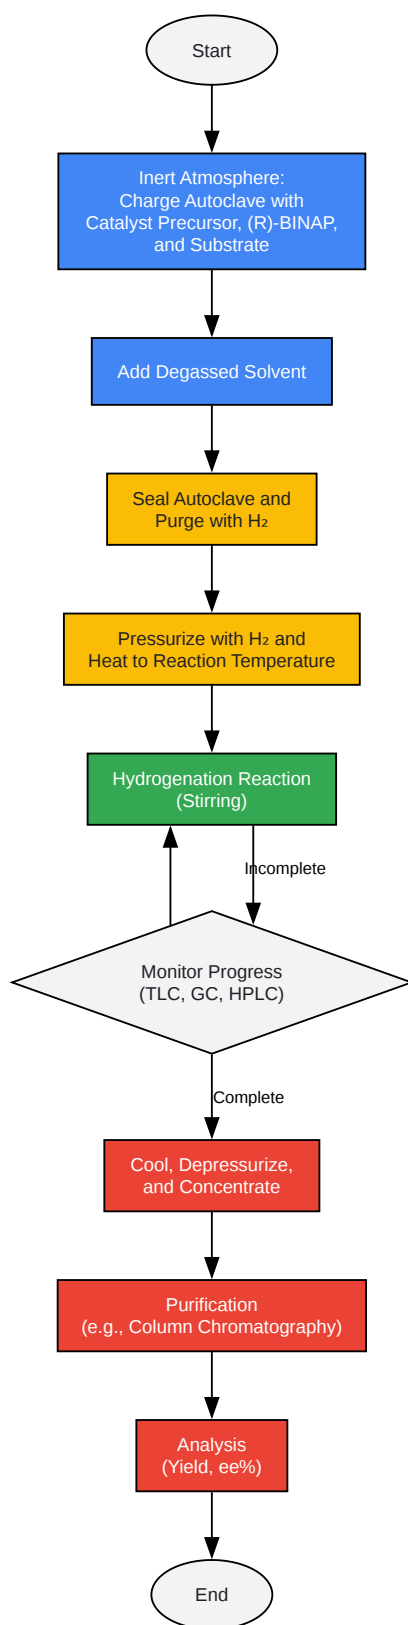 Start
Inert Atmosphere:
Charge Autoclave with
Catalyst Precursor, (R)-BINAP,
and Substrate
Add Degassed Solvent
Seal Autoclave and
Purge with H₂
Pressurize with H₂ and
Heat to Reaction Temperature
Hydrogenation Reaction
(Stirring)
Incomplete
Monitor Progress
(TLC, GC, HPLC)
Complete
Cool, Depressurize,
and Concentrate
Purification
(e.g., Column Chromatography)
Analysis
(Yield, ee%)
End